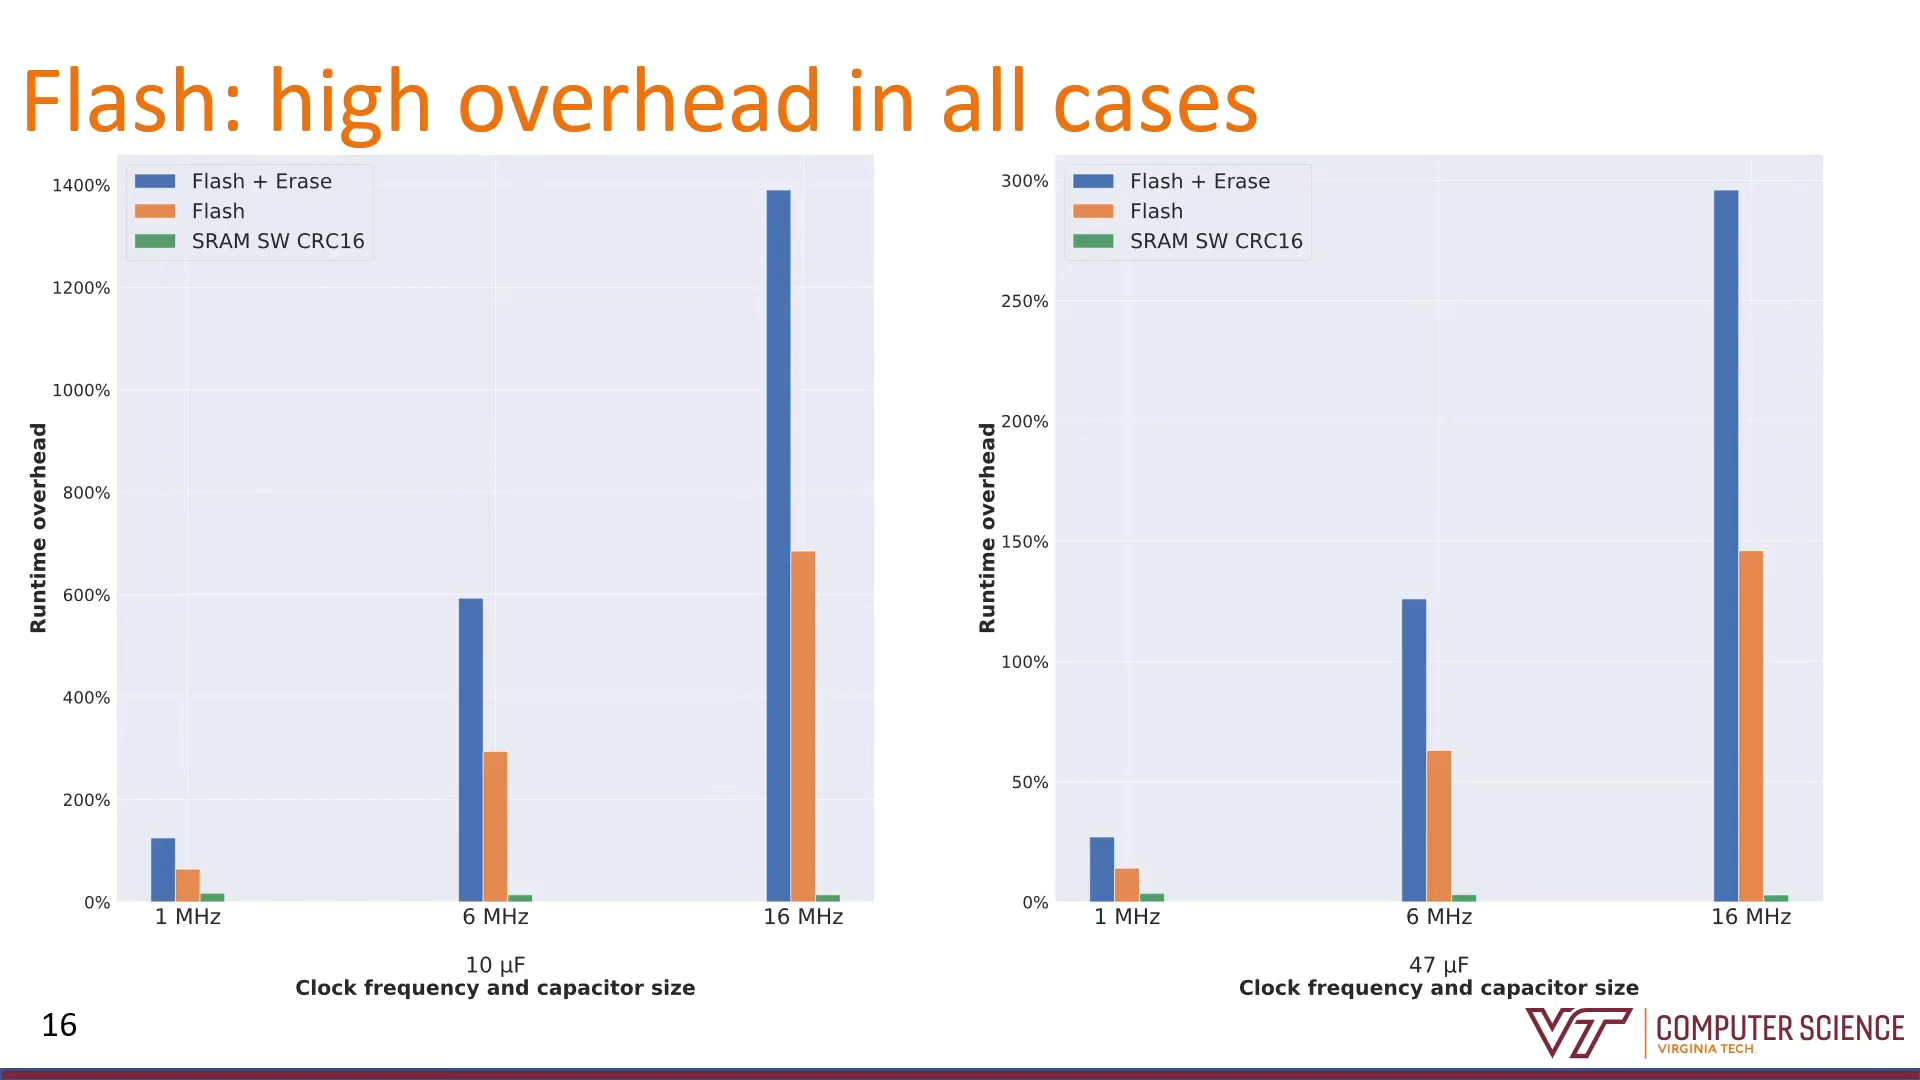 Flash: high overhead in all cases
Flash + Erase
Flash
SRAM SW CRC16
1400%
1200%
1000%
800%
600%
400%
200%
0%
Runtime overhead
1 MHz
6 MHz
16 MHz
10 µF
Clock frequency and capacitor size
Flash + Erase
Flash
SRAM SW CRC16
300%
250%
200%
150%
100%
50%
0%
Runtime overhead
1 MHz
6 MHz
16 MHz
47 µF
Clock frequency and capacitor size
16
VT
COMPUTER SCIENCE
VIRGINIA TECH.